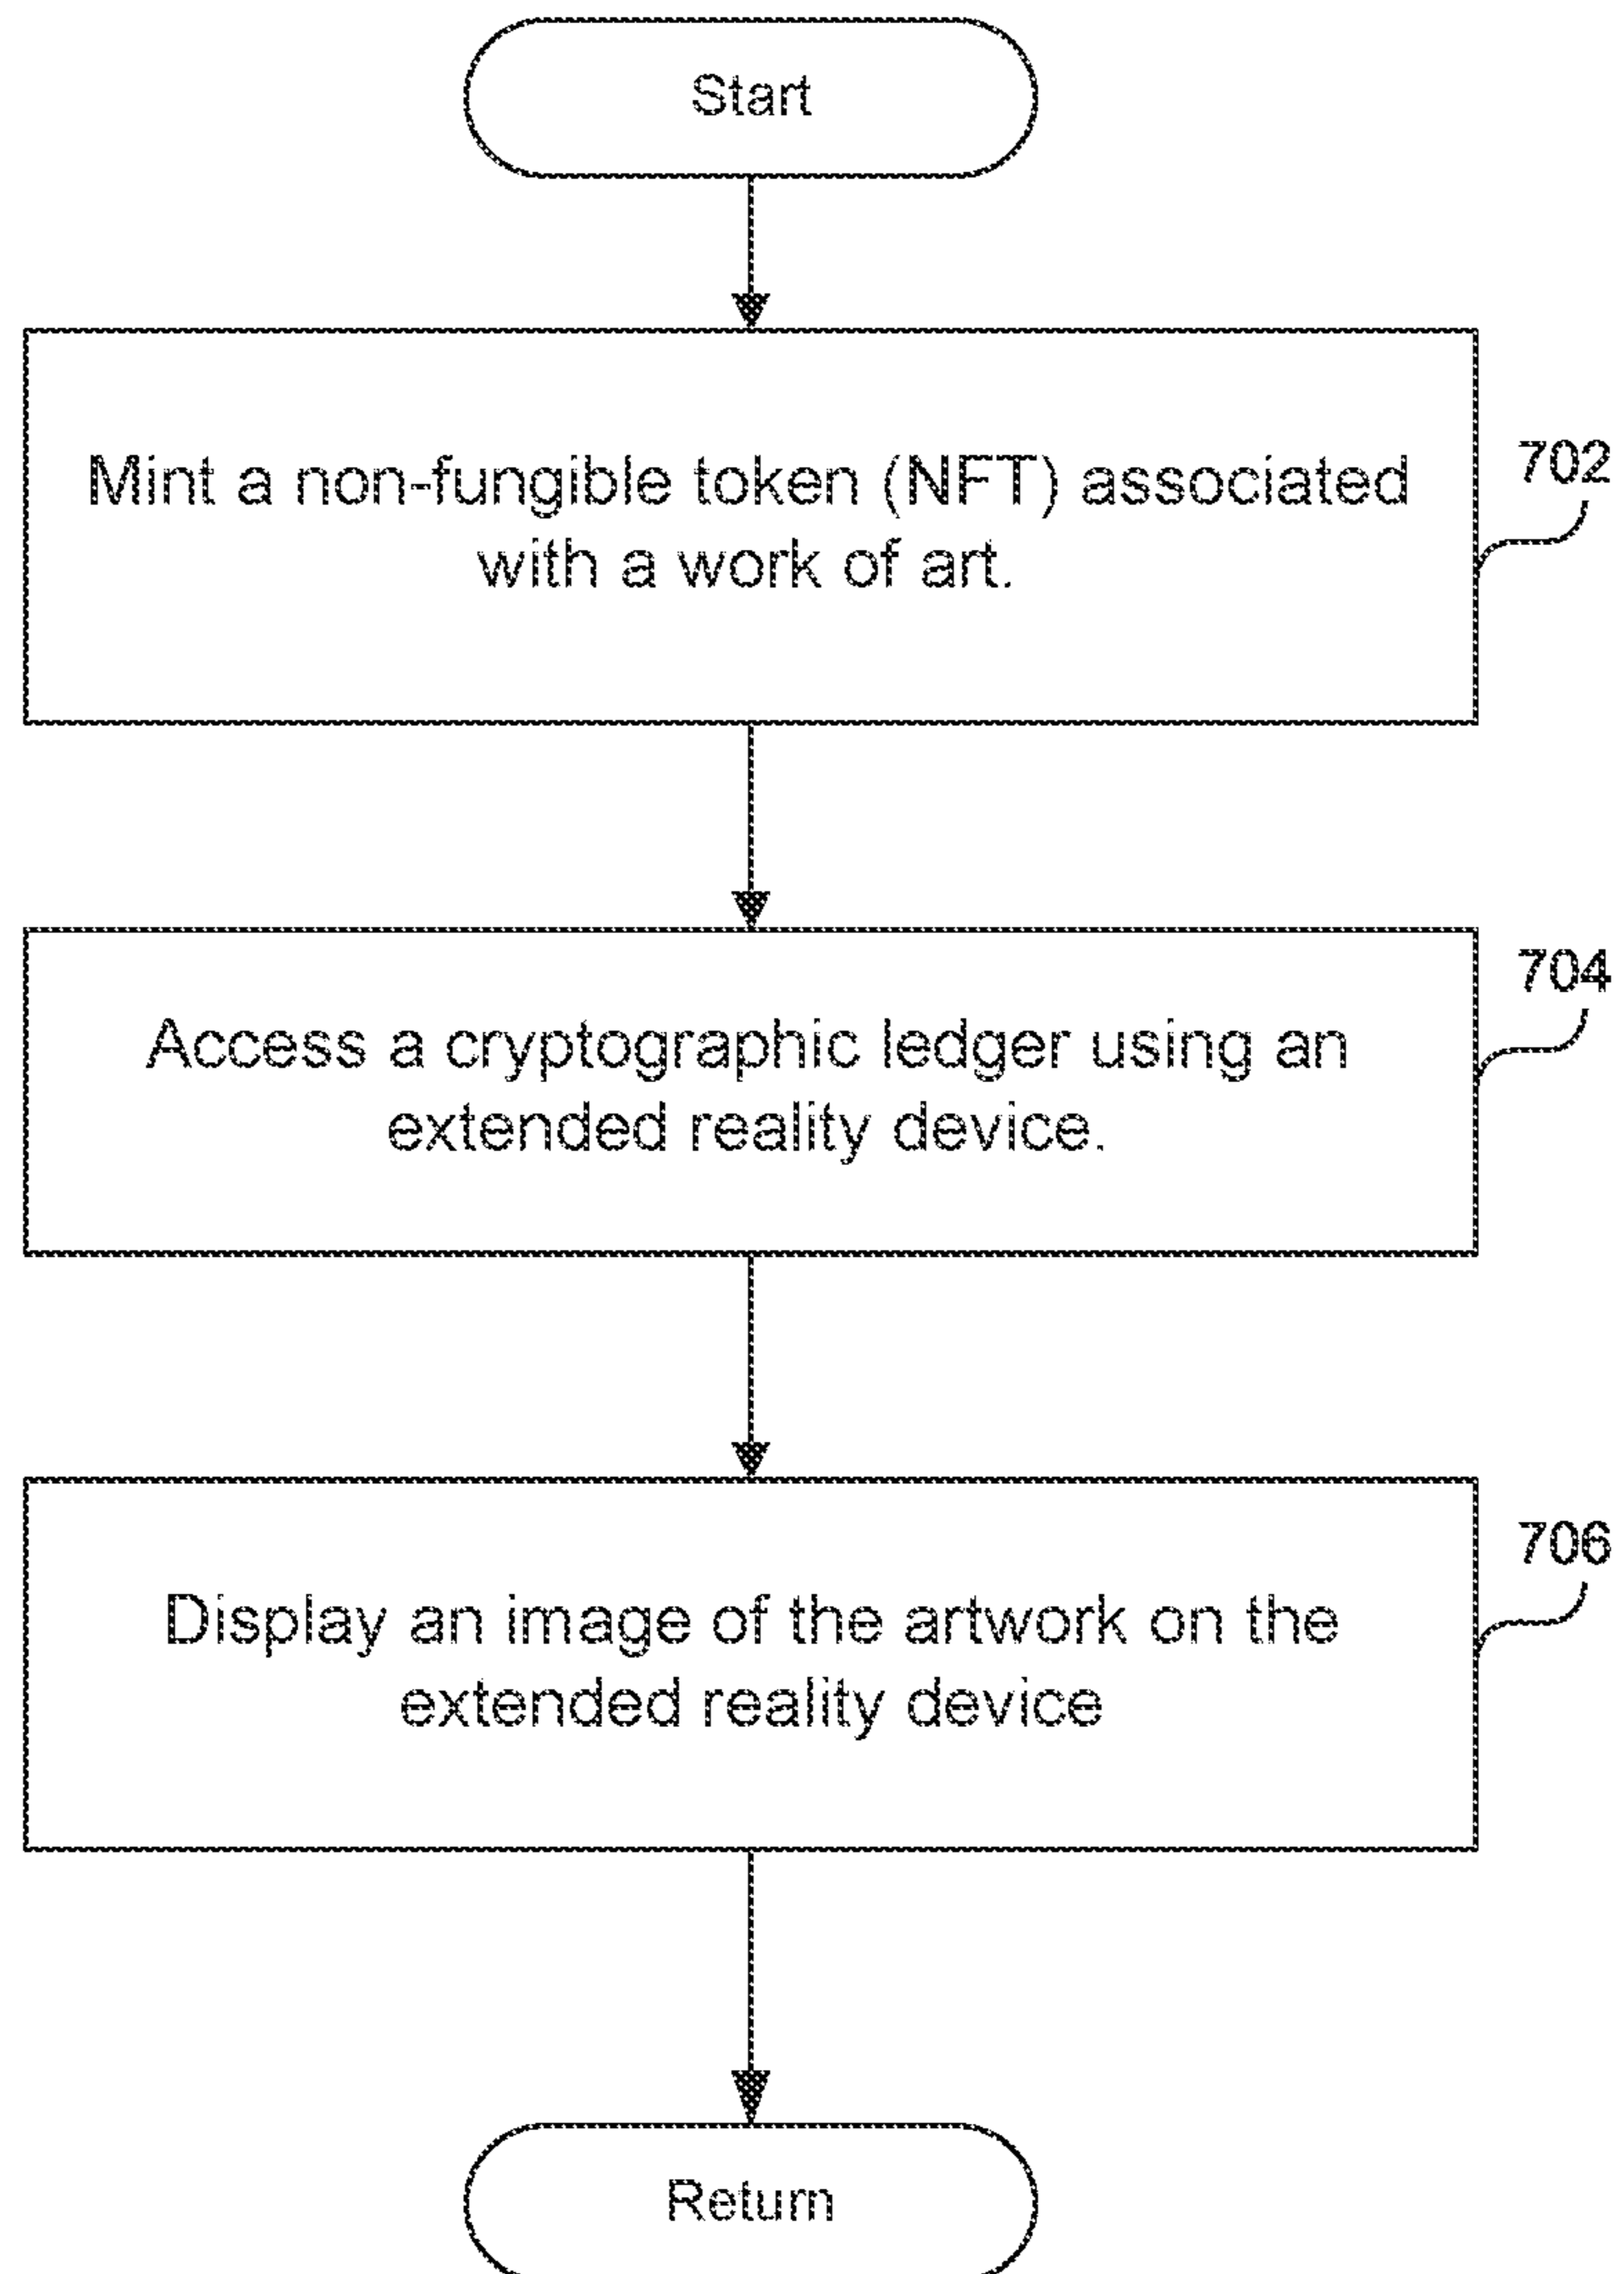 Start
Mint a non-fungible token (NFT) associated
with a work of art.
702
Access a cryptographic ledger using an
extended reality device.
704
Display an image of the artwork on the
extended reality device
706
Return